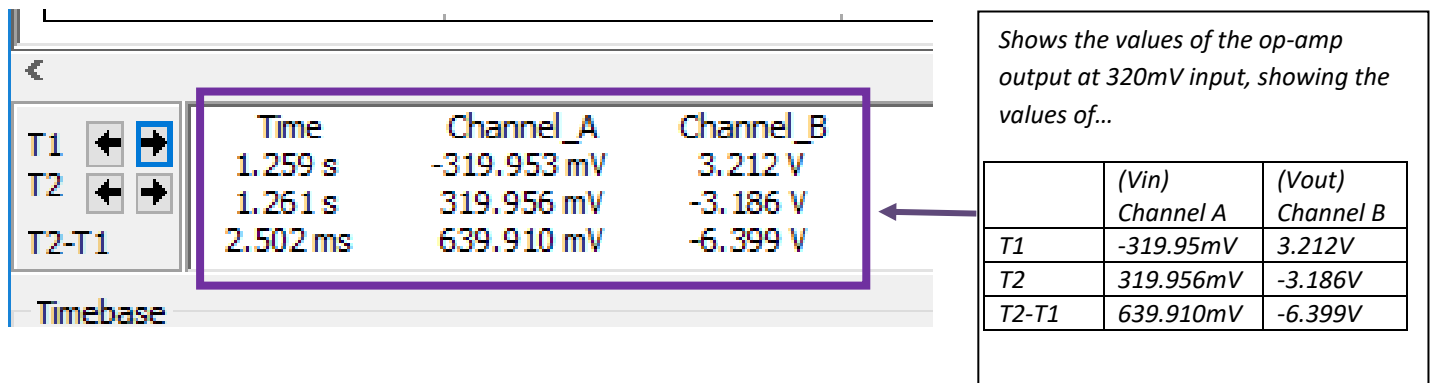 T1
T2
T2-T1
Time Channel_A Channel_B
1.259 s -319.953 mV 3.212 V
1.261 s 319.956 mV -3.186 V
2.502 ms 639.910 mV -6.399 V
Timebase
Shows the values of the op-amp
output at 320mV input, showing the
values of…
(Vin) (Vout)
Channel A Channel B
T1 -319.95mV 3.212V
T2 319.956mV -3.186V
T2-T1 639.910mV -6.399V